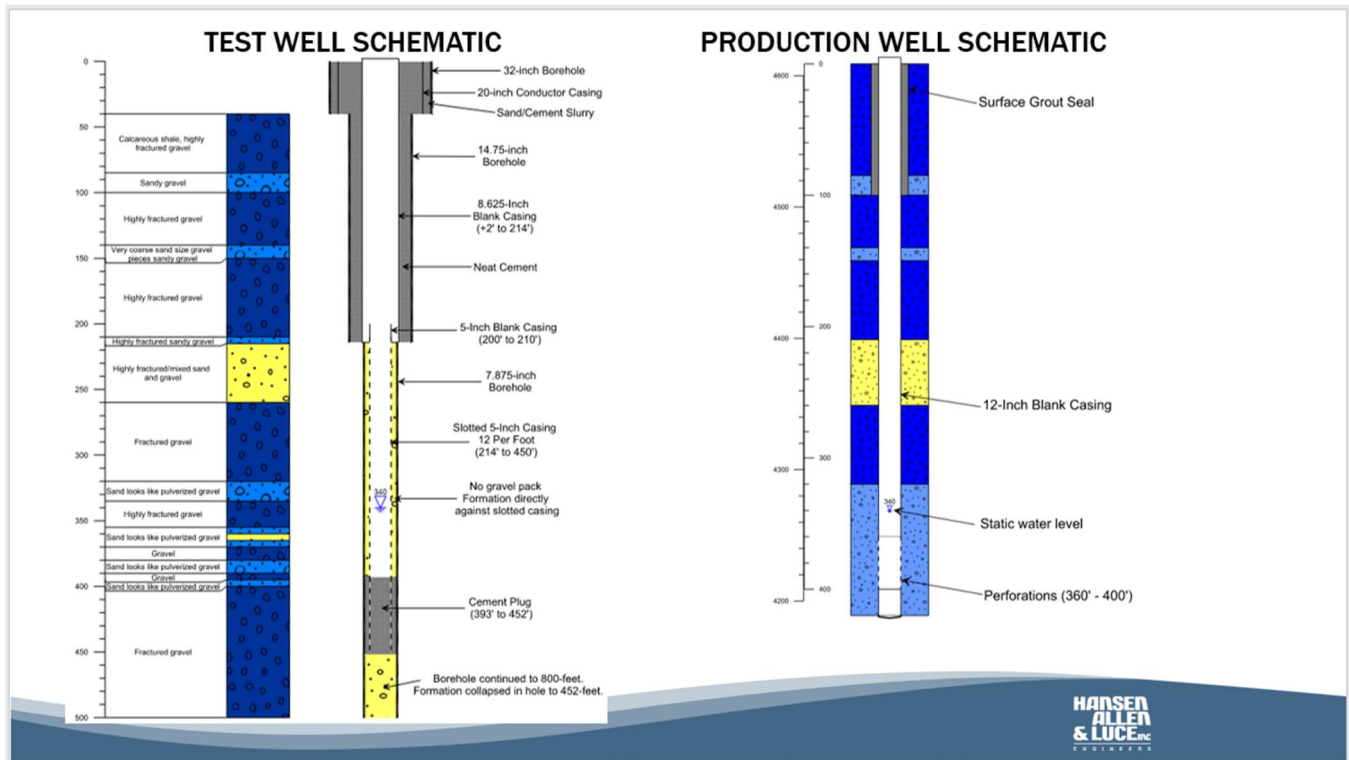 TEST WELL SCHEMATIC
0
50
100
150
200
250
300
350
400
450
500
Calcareous shale, highly
fractured gravel
Sandy gravel
Highly fractured gravel
Very coarse sand size gravel
pieces sandy gravel
Highly fractured gravel
Highly fractured sandy gravel
Highly fractured/mixed sand
and gravel
Fractured gravel
Sand looks like pulverized gravel
Highly fractured gravel
Sand looks like pulverized gravel
Gravel
Sand looks like pulverized gravel
Gravel
Sand looks like pulverized gravel
Fractured gravel
32-inch Borehole
20-inch Conductor Casing
Sand/Cement Slurry
14.75-inch
Borehole
8.625-Inch
Blank Casing
(+2' to 214')
Neat Cement
5-Inch Blank Casing
(200' to 210')
7.875-inch
Borehole
Slotted 5-Inch Casing
12 Per Foot
(214' to 450')
340
No gravel pack
Formation directly
against slotted casing
Cement Plug
(393' to 452')
Borehole continued to 800-feet.
Formation collapsed in hole to 452-feet.
PRODUCTION WELL SCHEMATIC
4600
4500
4400
4300
4200
0
100
200
300
400
Surface Grout Seal
12-Inch Blank Casing
340
Static water level
Perforations (360' - 400')
HANSEN
ALLEN
& LUCE INC
ENGINEERS